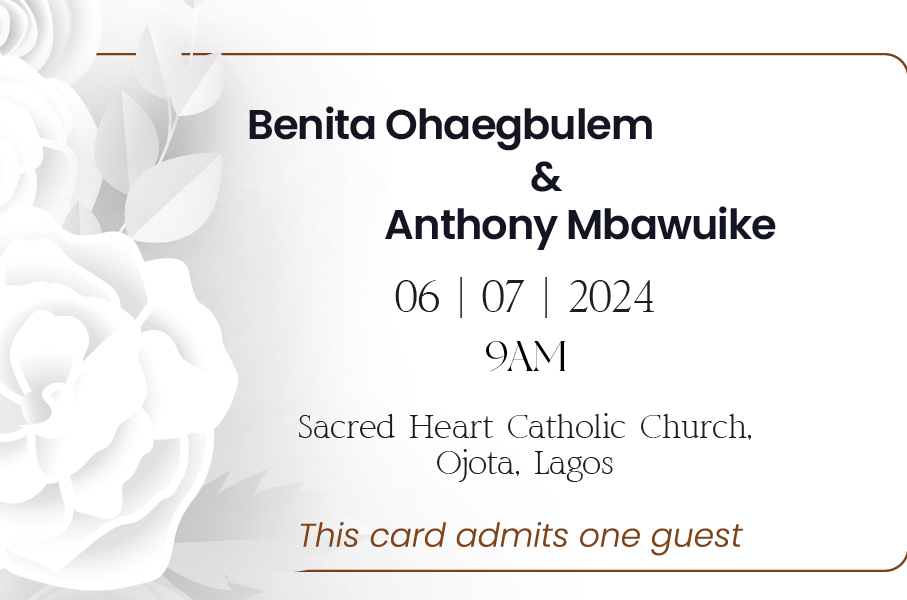 Benita Ohaegbulem
&
Anthony Mbawuike
06 | 07 | 2024
9AM
Sacred Heart Catholic Church,
Ojota, Lagos
This card admits one guest